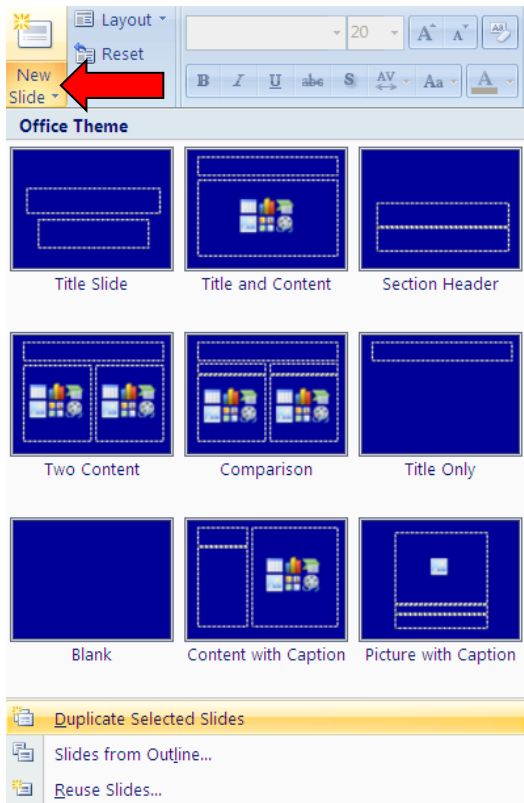 Layout
20
A A
Aa
Reset
New
Slide
B I U abc S AV Aa A
Office Theme
Title Slide
Title and Content
Section Header
Two Content
Comparison
Title Only
Blank
Content with Caption
Picture with Caption
Duplicate Selected Slides
Slides from Outline...
Reuse Slides...